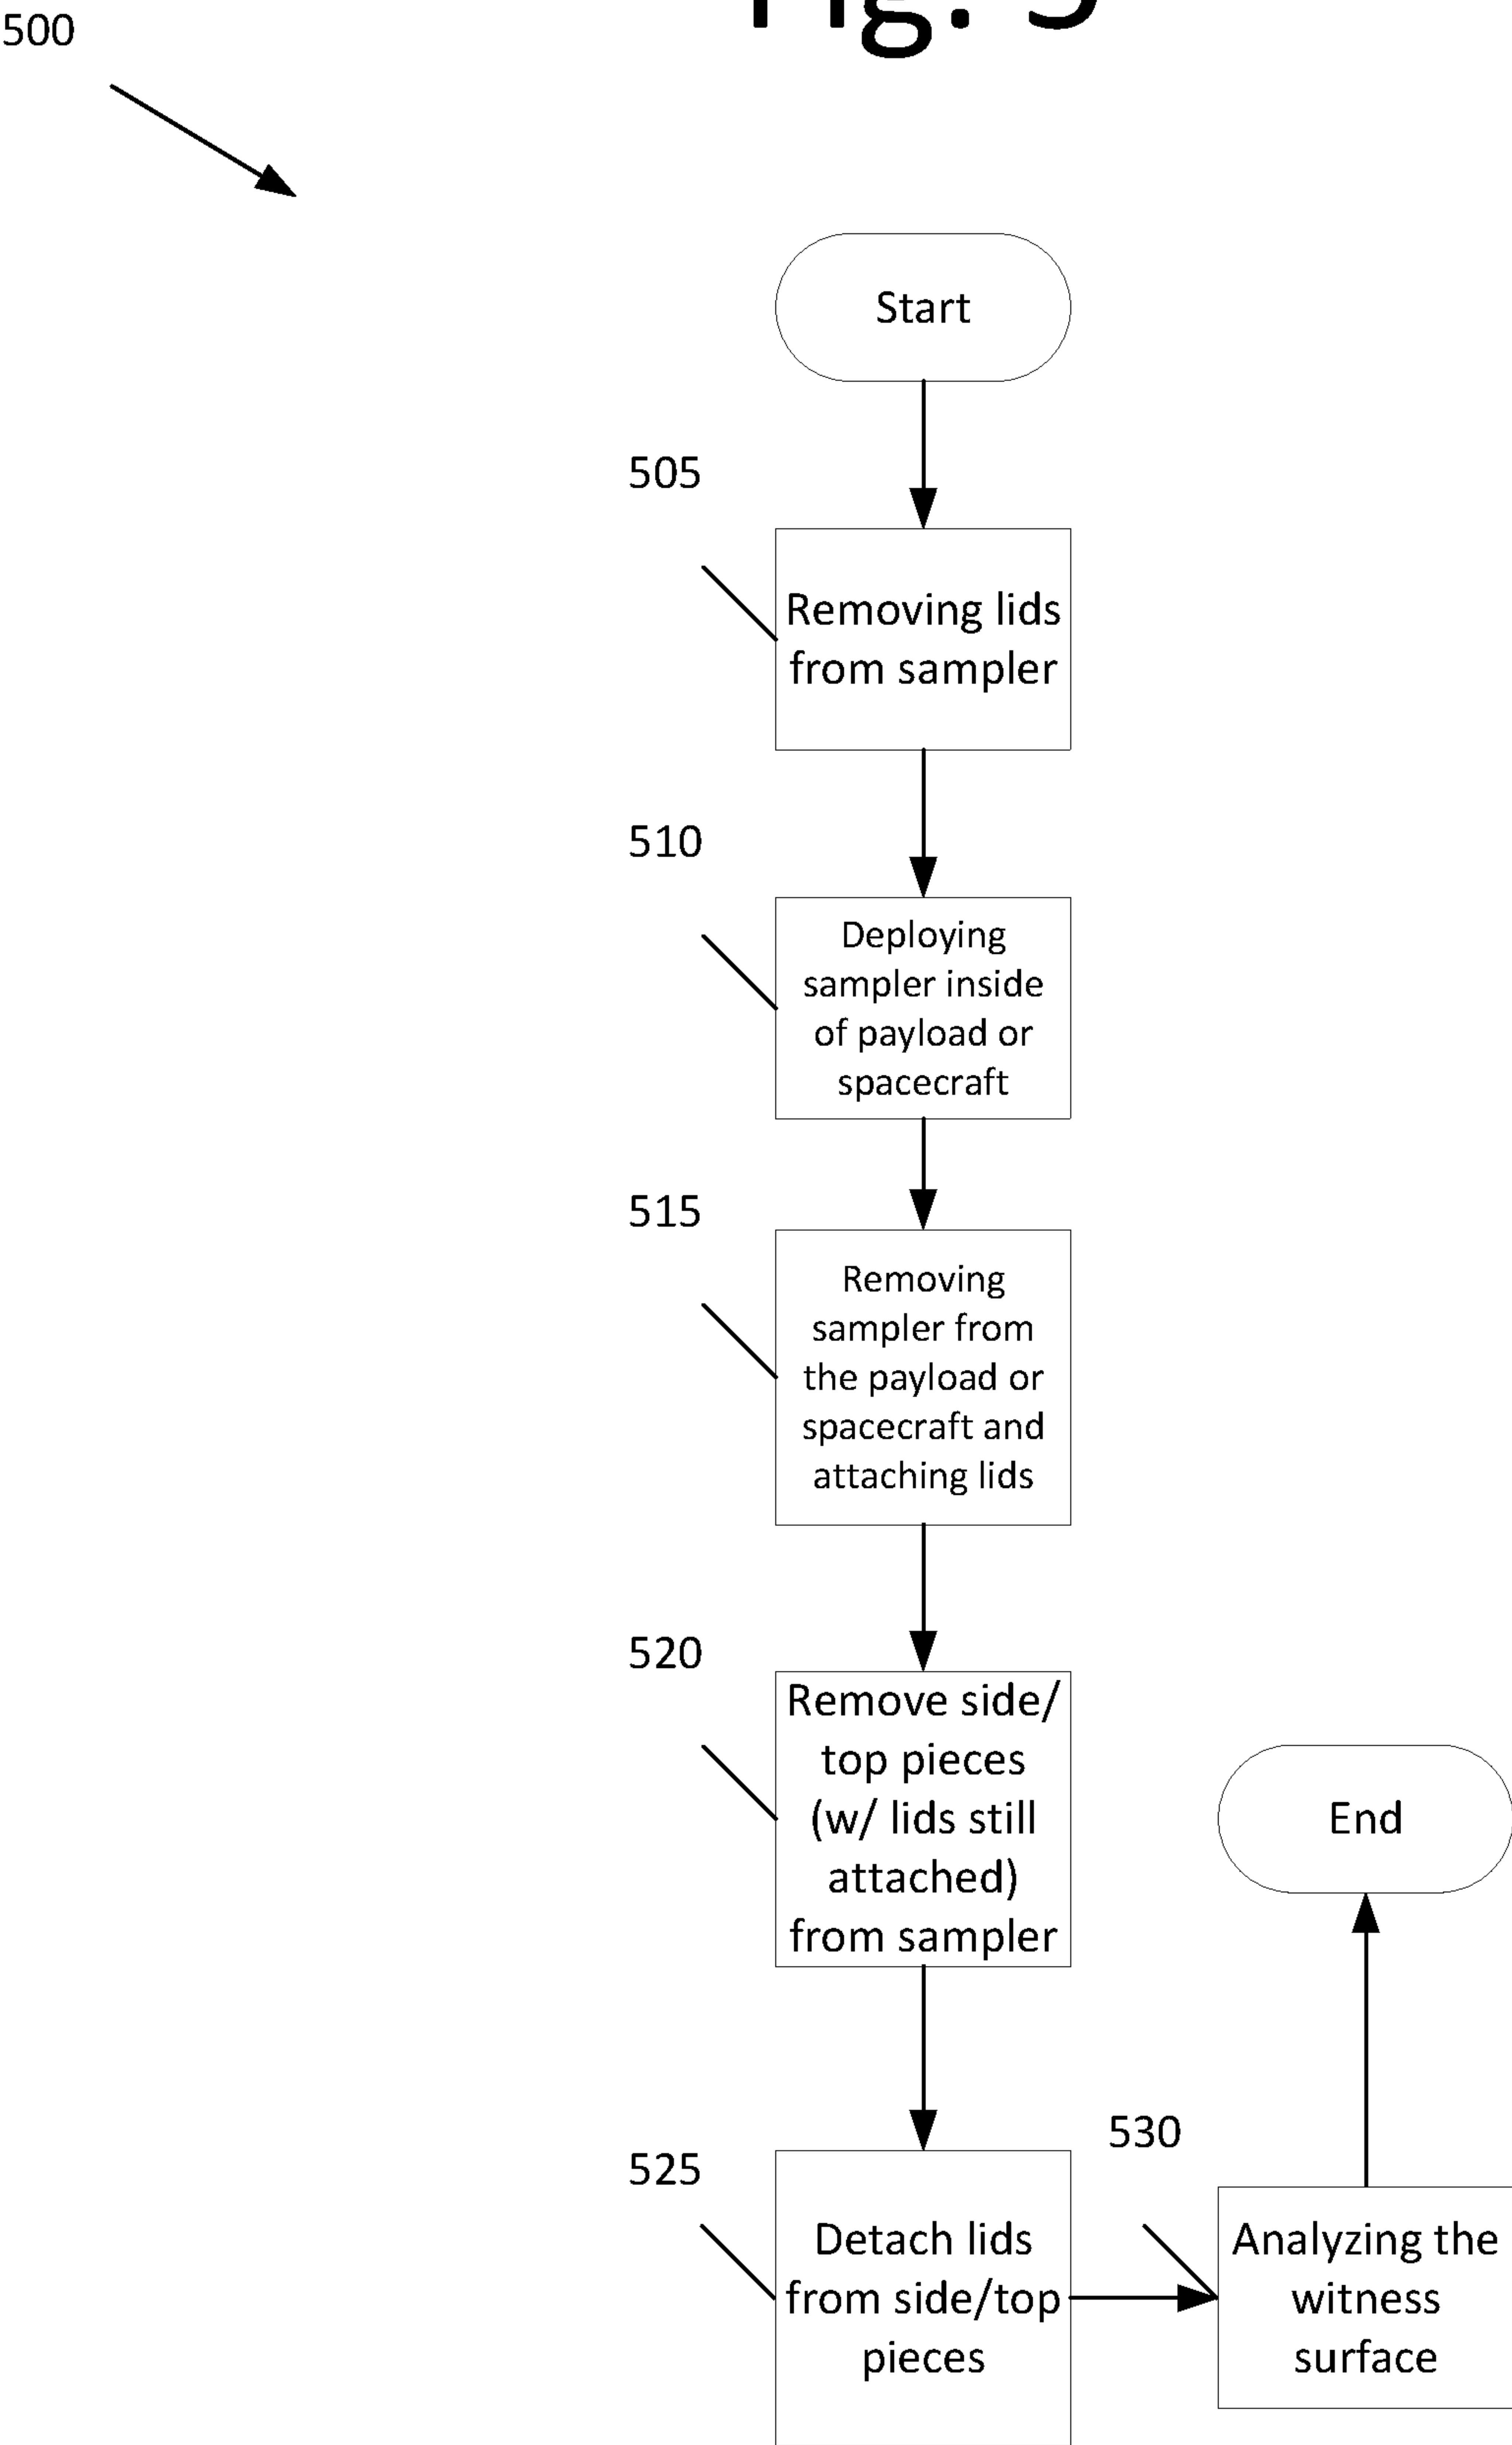 Fig. 5
500
Start
505
Removing lids
from sampler
510
Deploying
sampler inside
of payload or
spacecraft
515
Removing
sampler from
the payload or
spacecraft and
attaching lids
520
Remove side/
top pieces
(w/ lids still
attached)
from sampler
End
525
Detach lids
from side/top
pieces
530
Analyzing the
witness
surface